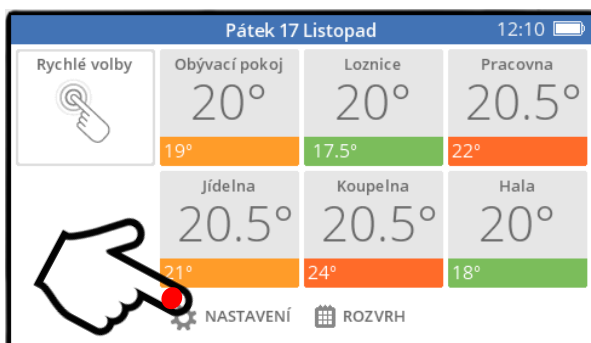 Pátek 17 Listopad 12:10
Rychlé volby
Obývací pokoj
20°
19°
Loznice
20°
17.5°
Pracovna
20.5°
22°
Jídelna
20.5°
21°
Koupelna
20.5°
24°
Hala
20°
18°
NASTAVENÍ
ROZVRH